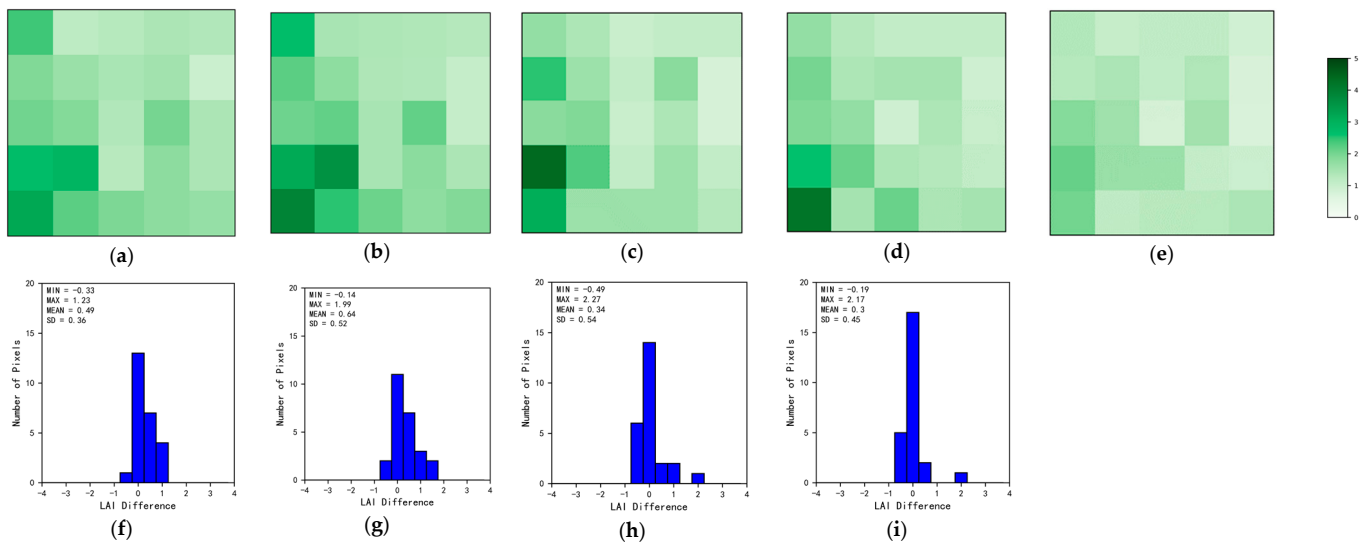 5
4
3
2
1
0
(a)
(b)
(c)
(d)
(e)
MIN = -0.33
MAX = 1.23
MEAN = 0.49
SD = 0.36
20
15
10
5
0
Number of Pixels
-4 -3 -2 -1 0 1 2 3 4
LAI Difference
(f)
MIN = -0.14
MAX = 1.99
MEAN = 0.64
SD = 0.52
20
15
10
5
0
Number of Pixels
-4 -3 -2 -1 0 1 2 3 4
LAI Difference
(g)
MIN = -0.49
MAX = 2.27
MEAN = 0.34
SD = 0.54
20
15
10
5
0
Number of Pixels
-4 -3 -2 -1 0 1 2 3 4
LAI Difference
(h)
MIN = -0.19
MAX = 2.17
MEAN = 0.3
SD = 0.45
20
15
10
5
0
Number of Pixels
-4 -3 -2 -1 0 1 2 3 4
LAI Difference
(i)